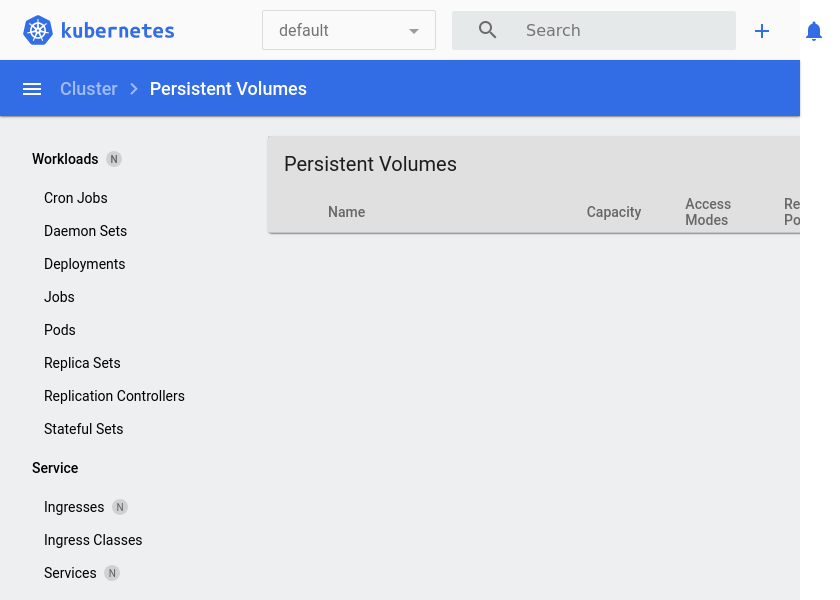 kubernetes
default
Search
Cluster
Persistent Volumes
Workloads N
Cron Jobs
Daemon Sets
Deployments
Jobs
Pods
Replica Sets
Replication Controllers
Stateful Sets
Service
Ingresses N
Ingress Classes
Services N
Persistent Volumes
Name
Capacity
Access
Modes
Re
Po